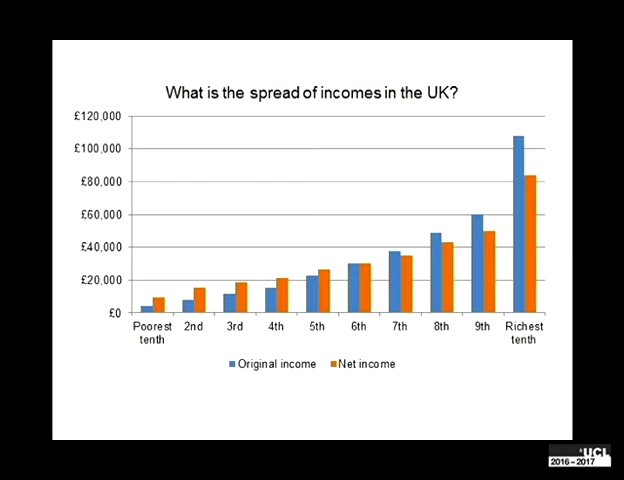 What is the spread of incomes in the UK?
£120,000
£100,000
£80,000
£60,000
£40,000
£20,000
£0
Poorest tenth
2nd
3rd
4th
5th
6th
7th
8th
9th
Richest tenth
Original income
Net income
UCL
2016–2017